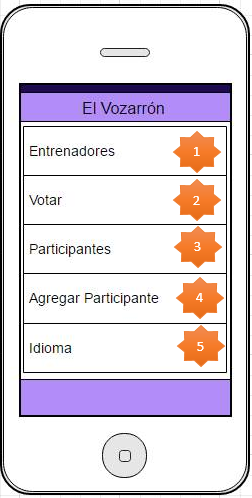 El Vozarrón
Entrenadores 1
Votar 2
Participantes 3
Agregar Participante 4
Idioma 5